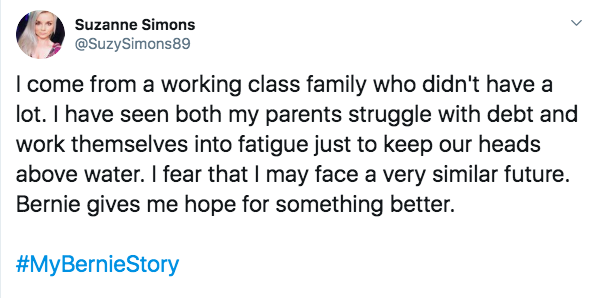 Suzanne Simons
@SuzySimons89
I come from a working class family who didn't have a
lot. I have seen both my parents struggle with debt and
work themselves into fatigue just to keep our heads
above water. I fear that I may face a very similar future.
Bernie gives me hope for something better.
#MyBernieStory